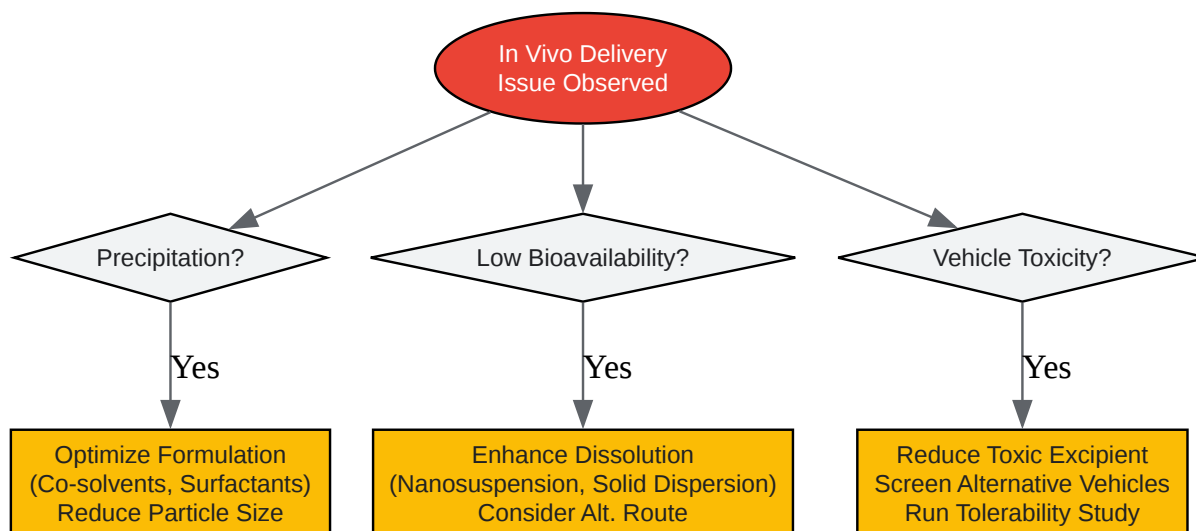 In Vivo Delivery
Issue Observed
Precipitation?
Low Bioavailability?
Vehicle Toxicity?
Yes
Yes
Yes
Optimize Formulation
(Co-solvents, Surfactants)
Reduce Particle Size
Enhance Dissolution
(Nanosuspension, Solid Dispersion)
Consider Alt. Route
Reduce Toxic Excipient
Screen Alternative Vehicles
Run Tolerability Study